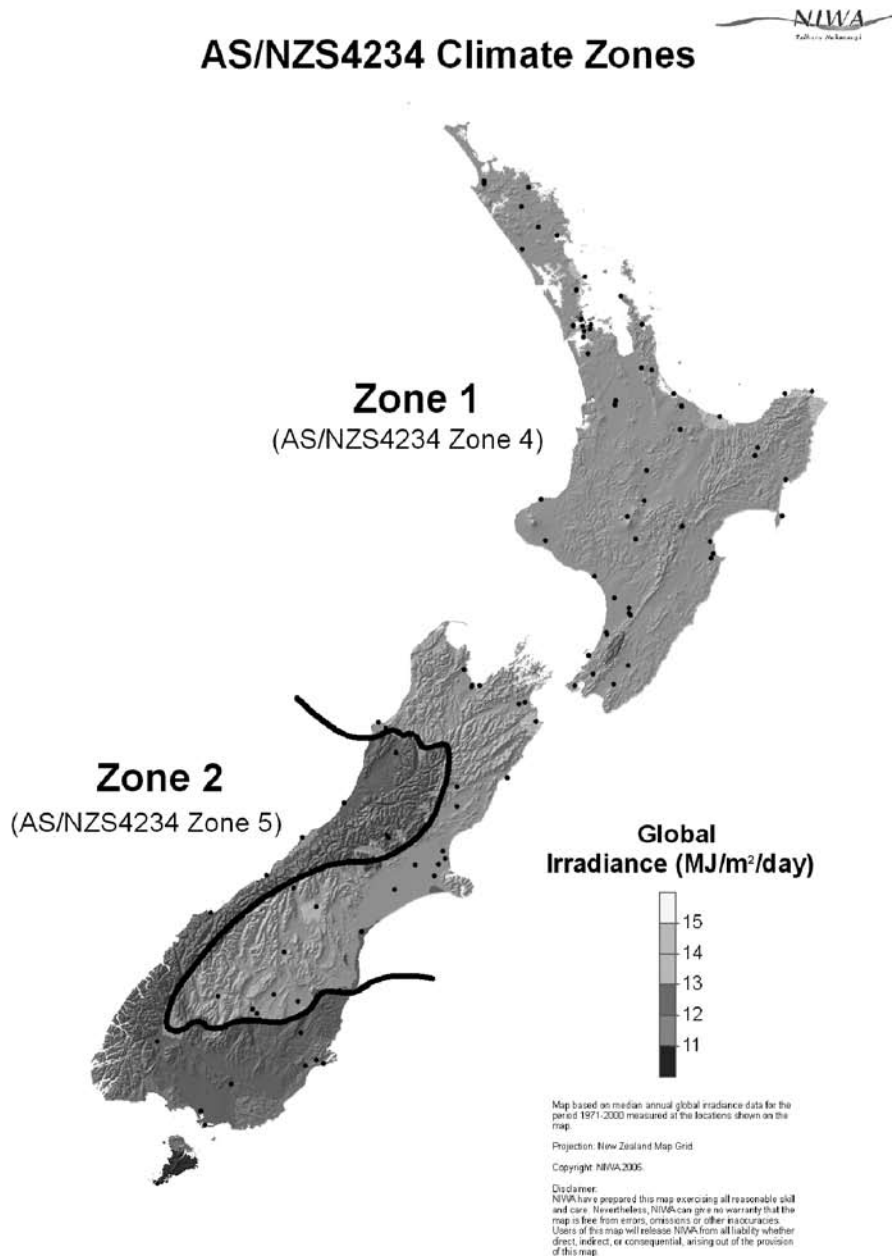 NIWA
Taihoro Nukurangi
AS/NZS4234 Climate Zones
Zone 1
(AS/NZS4234 Zone 4)
Zone 2
(AS/NZS4234 Zone 5)
Global
Irradiance (MJ/m²/day)
15
14
13
12
11
Map based on median annual global irradiance data for the
period 1971-2000 measured at the locations shown on the
map.
Projection: New Zealand Map Grid
Copyright: NIWA 2006.
Disclaimer:
NIWA have prepared this map exercising all reasonable skill
and care. Nevertheless, NIWA can give no warranty that the
map is free from errors, omissions or other inaccuracies.
Users of this map will release NIWA from all liability whether
direct, indirect, or consequential, arising out of the provision
of this map.